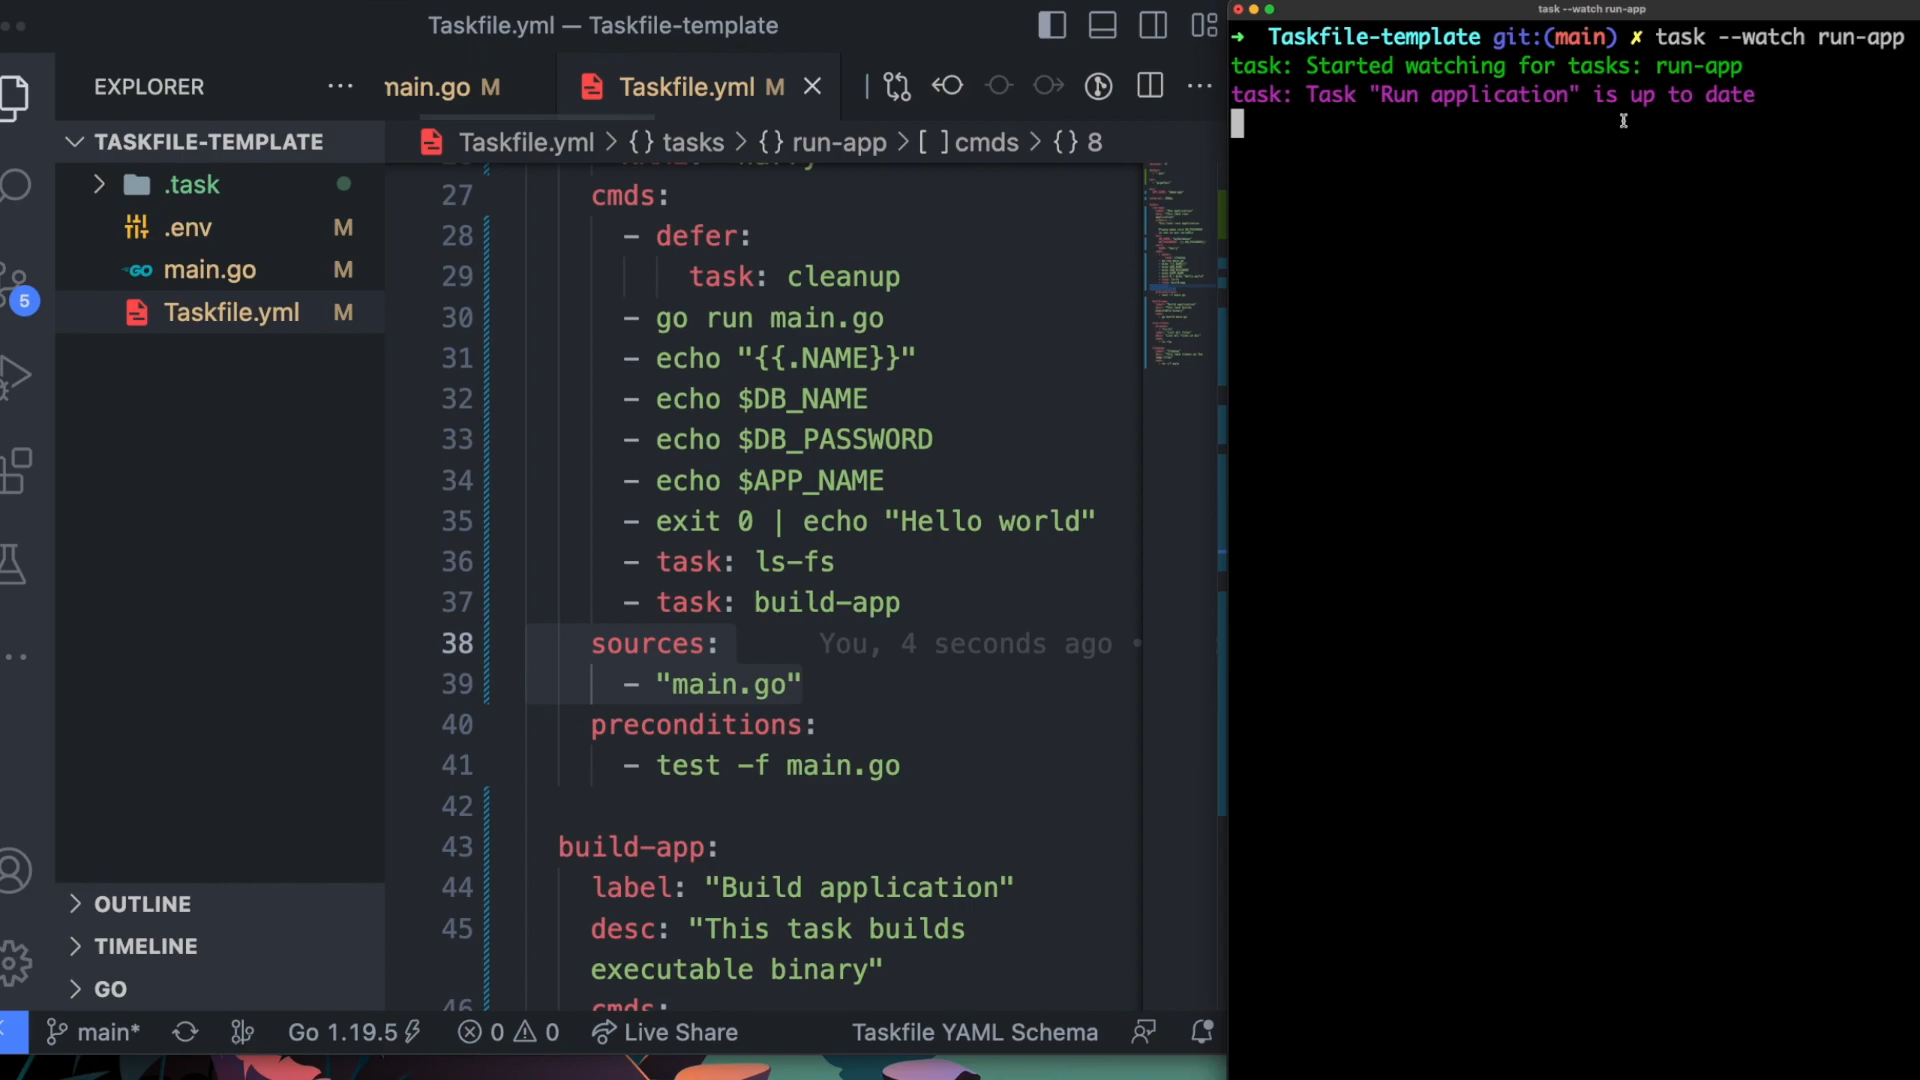 Taskfile.yml — Taskfile-template
EXPLORER
main.go M
Taskfile.yml M
TASKFILE-TEMPLATE
Taskfile.yml > {} tasks > {} run-app > [ ] cmds > {} 8
.task
.env M
main.go M
Taskfile.yml M
5
27 cmds:
28 - defer:
29 task: cleanup
30 - go run main.go
31 - echo "{{.NAME}}"
32 - echo $DB_NAME
33 - echo $DB_PASSWORD
34 - echo $APP_NAME
35 - exit 0 | echo "Hello world"
36 - task: ls-fs
37 - task: build-app
38 sources: You, 4 seconds ago •
39 - "main.go"
40 preconditions:
41 - test -f main.go
42
43 build-app:
44 label: "Build application"
45 desc: "This task builds
executable binary"
46 cmds:
OUTLINE
TIMELINE
GO
main* Go 1.19.5 0 0 Live Share Taskfile YAML Schema
task --watch run-app
➜ Taskfile-template git:(main) ✗ task --watch run-app
task: Started watching for tasks: run-app
task: Task "Run application" is up to date